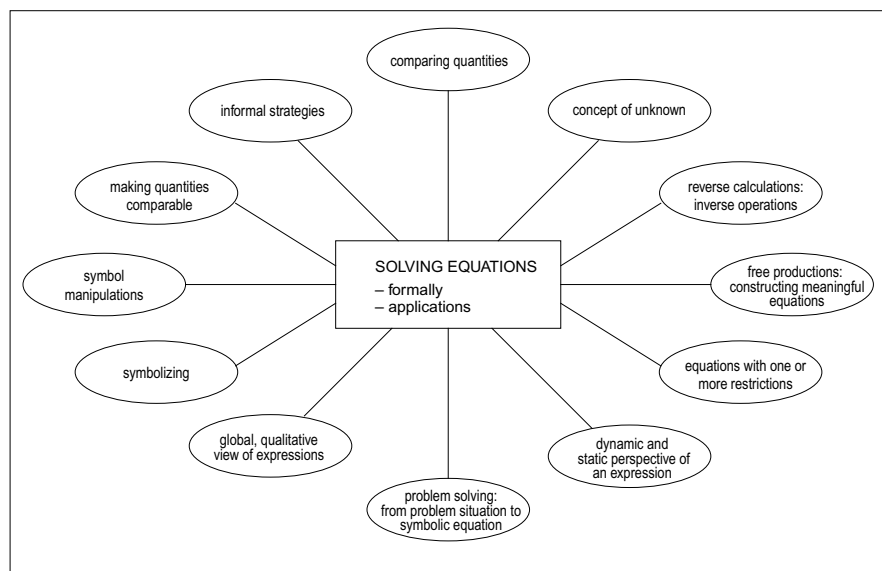 comparing quantities
informal strategies
concept of unknown
making quantities
comparable
reverse calculations:
inverse operations
SOLVING EQUATIONS
– formally
– applications
symbol
manipulations
free productions:
constructing meaningful
equations
symbolizing
equations with one or
more restrictions
global, qualitative
view of expressions
dynamic and
static perspective of
an expression
problem solving:
from problem situation to
symbolic equation